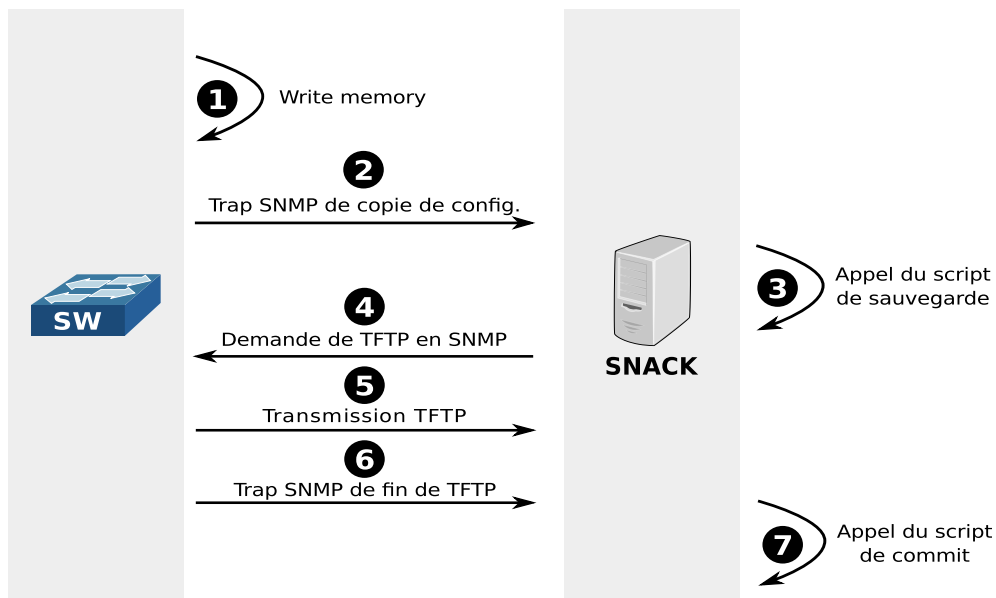 1
Write memory
2
Trap SNMP de copie de config.
SW
SNACK
3
Appel du script
de sauvegarde
4
Demande de TFTP en SNMP
5
Transmission TFTP
6
Trap SNMP de fin de TFTP
7
Appel du script
de commit